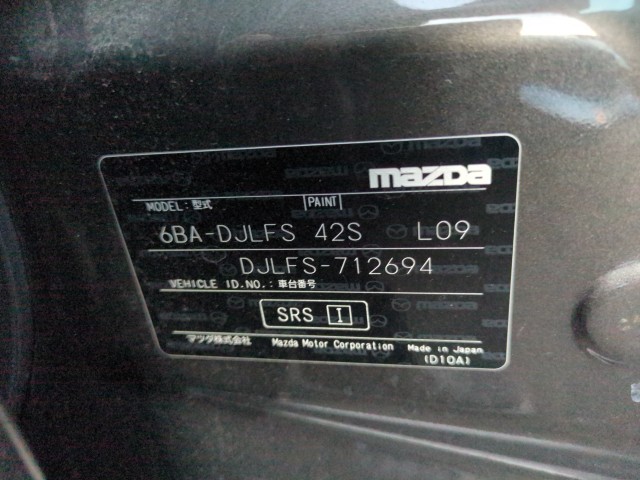 mazda
MODEL:型式 PAINT
6BA-DJLFS 42S L09
DJLFS-712694
VEHICLE ID.NO.:車台番号
SRS I
マツダ株式会社 Mazda Motor Corporation Made in Japan
(D10A)